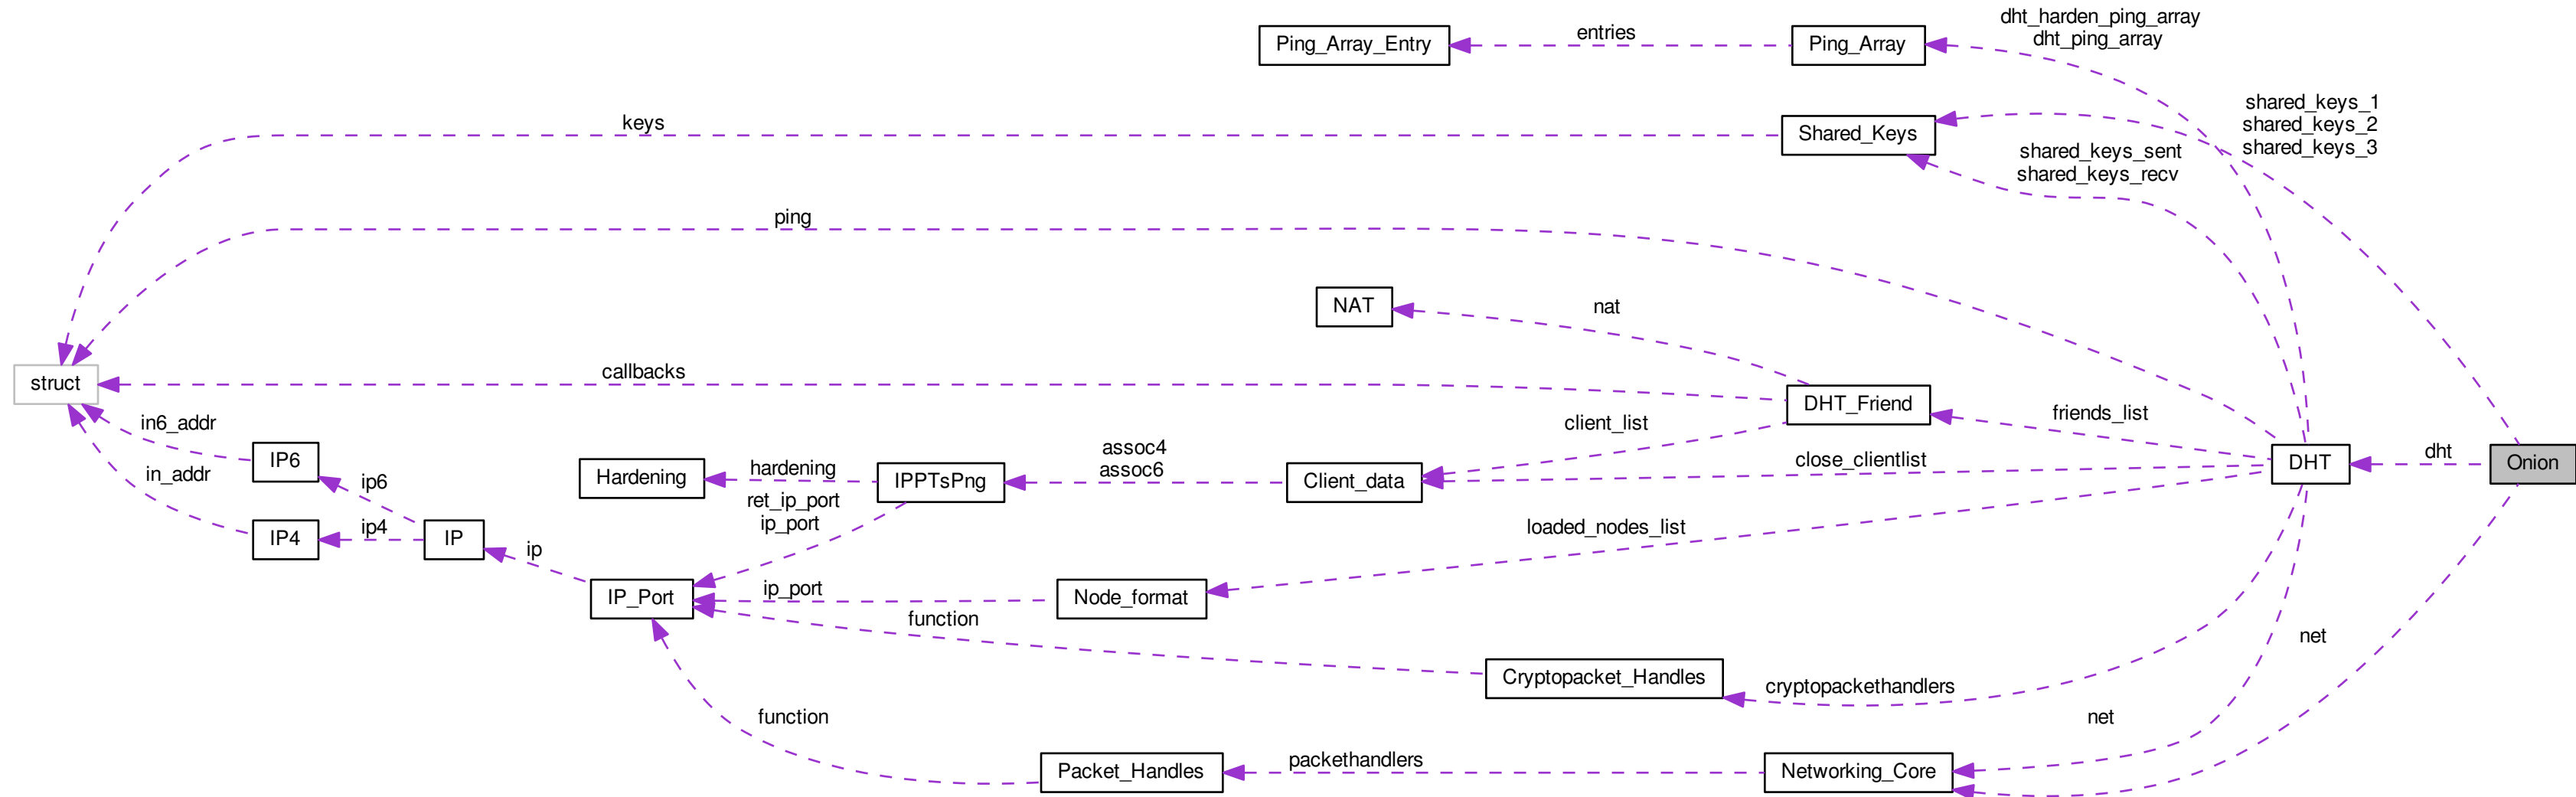 dht_harden_ping_array
dht_ping_array
Ping_Array_Entry
entries
Ping_Array
shared_keys_1
shared_keys_2
shared_keys_3
keys
Shared_Keys
shared_keys_sent
shared_keys_recv
ping
NAT
nat
struct
callbacks
DHT_Friend
friends_list
client_list
in6_addr
IP6
in_addr
ip6
Hardening
hardening
IPPTsPng
assoc4
assoc6
Client_data
close_clientlist
DHT
dht
Onion
ret_ip_port
ip_port
IP4
ip4
IP
ip
loaded_nodes_list
IP_Port
ip_port
Node_format
function
net
Cryptopacket_Handles
cryptopackethandlers
function
net
Packet_Handles
packethandlers
Networking_Core